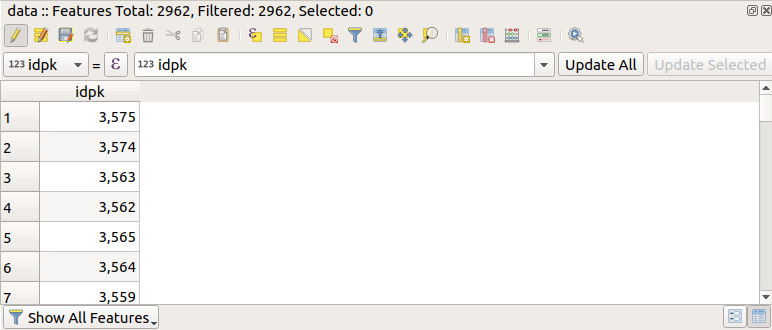 data :: Features Total: 2962, Filtered: 2962, Selected: 0
123 idpk = ε 123 idpk Update All Update Selected
idpk
1 3,575
2 3,574
3 3,563
4 3,562
5 3,565
6 3,564
7 3,559
Show All Features